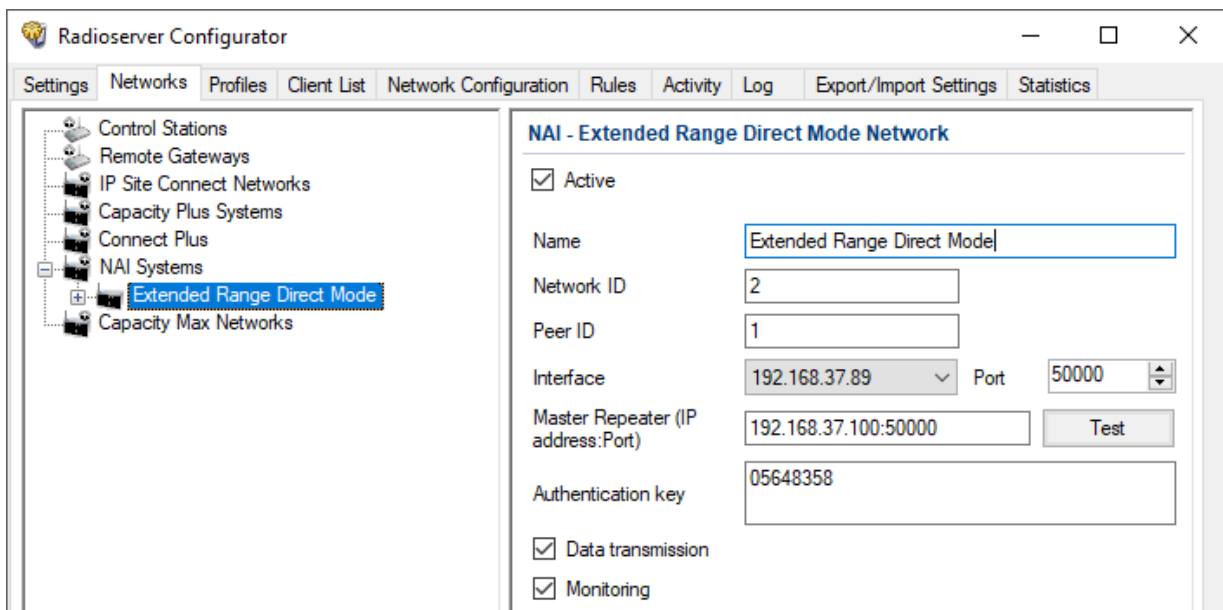 Radioserver Configurator
Settings Networks Profiles Client List Network Configuration Rules Activity Log Export/Import Settings Statistics
Control Stations
Remote Gateways
IP Site Connect Networks
Capacity Plus Systems
Connect Plus
NAI Systems
Extended Range Direct Mode
Capacity Max Networks
NAI - Extended Range Direct Mode Network
Active
Name Extended Range Direct Mode
Network ID 2
Peer ID 1
Interface 192.168.37.89 Port 50000
Master Repeater (IP
address:Port) 192.168.37.100:50000 Test
Authentication key 05648358
Data transmission
Monitoring